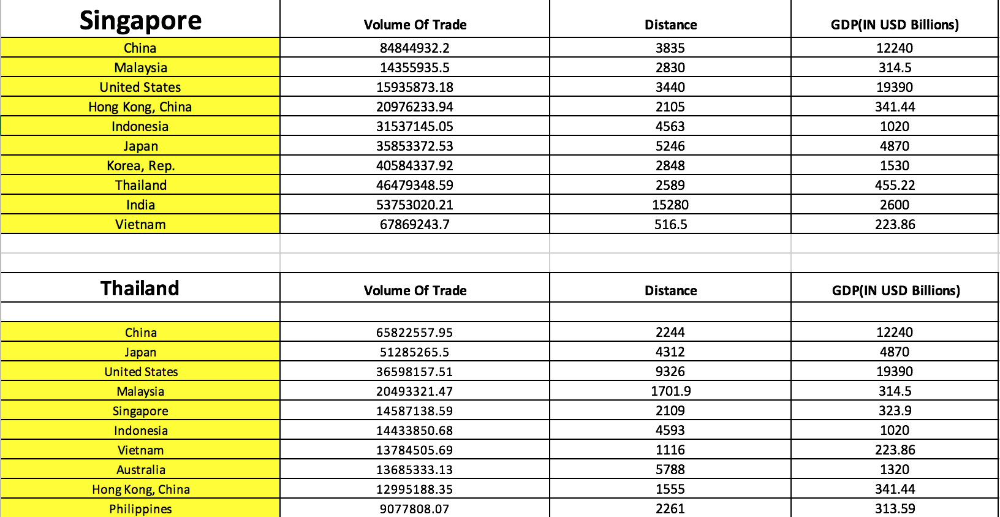 Singapore Volume Of Trade Distance GDP(IN USD Billions)
China 84844932.2 3835 12240
Malaysia 14355935.5 2830 314.5
United States 15935873.18 3440 19390
Hong Kong, China 20976233.94 2105 341.44
Indonesia 31537145.05 4563 1020
Japan 35853372.53 5246 4870
Korea, Rep. 40584337.92 2848 1530
Thailand 46479348.59 2589 455.22
India 53753020.21 15280 2600
Vietnam 67869243.7 516.5 223.86
Thailand Volume Of Trade Distance GDP(IN USD Billions)
China 65822557.95 2244 12240
Japan 51285265.5 4312 4870
United States 36598157.51 9326 19390
Malaysia 20493321.47 1701.9 314.5
Singapore 14587138.59 2109 323.9
Indonesia 14433850.68 4593 1020
Vietnam 13784505.69 1116 223.86
Australia 13685333.13 5788 1320
Hong Kong, China 12995188.35 1555 341.44
Philippines 9077808.07 2261 313.59